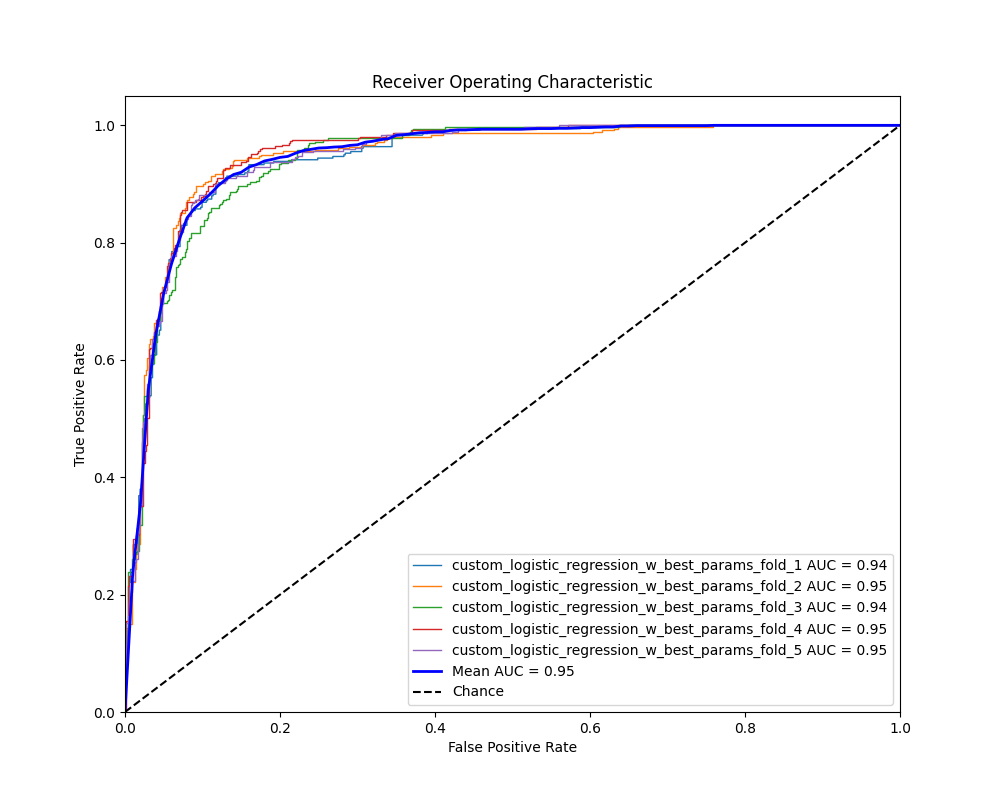 Receiver Operating Characteristic
1.0
0.8
0.6
0.4
0.2
0.0
True Positive Rate
custom_logistic_regression_w_best_params_fold_1 AUC = 0.94
custom_logistic_regression_w_best_params_fold_2 AUC = 0.95
custom_logistic_regression_w_best_params_fold_3 AUC = 0.94
custom_logistic_regression_w_best_params_fold_4 AUC = 0.95
custom_logistic_regression_w_best_params_fold_5 AUC = 0.95
Mean AUC = 0.95
Chance
0.0 0.2 0.4 0.6 0.8 1.0
False Positive Rate